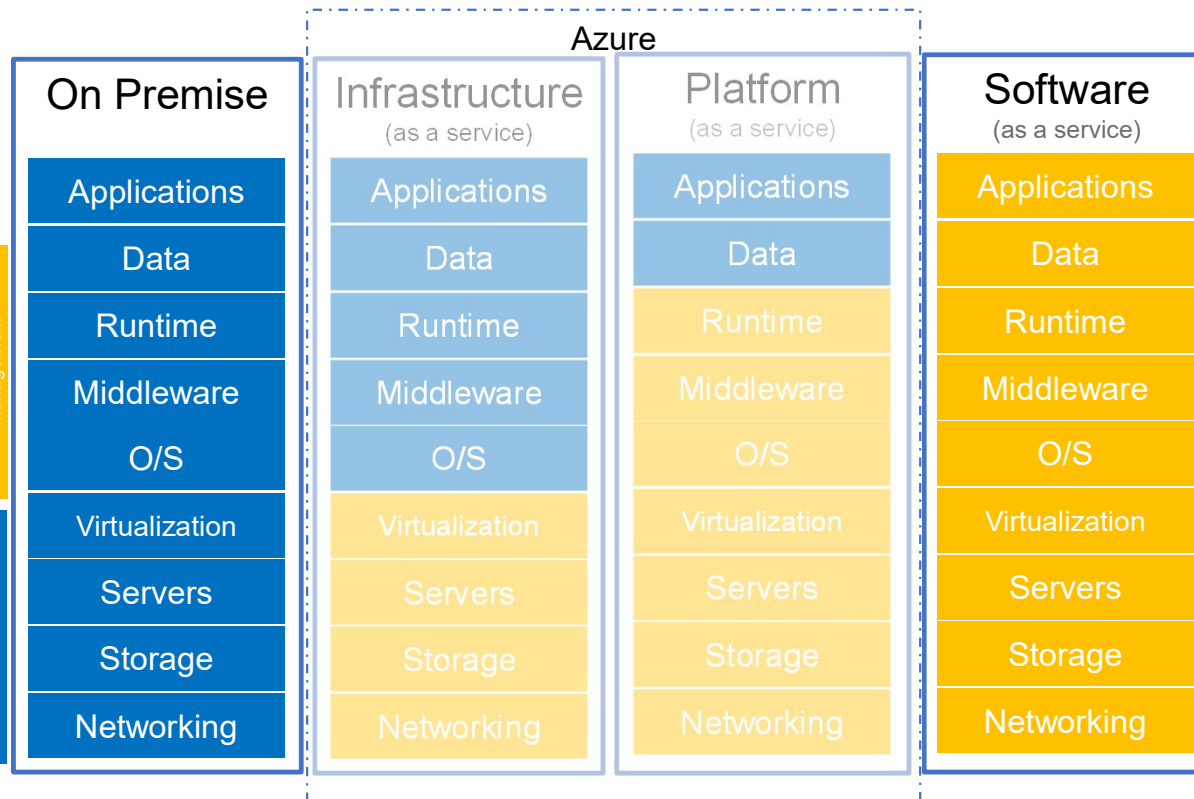 Azure
On Premise
Applications
Data
Runtime
Middleware
O/S
Virtualization
Servers
Storage
Networking
Infrastructure
(as a service)
Applications
Data
Runtime
Middleware
O/S
Virtualization
Servers
Storage
Networking
Platform
(as a service)
Applications
Data
Runtime
Middleware
O/S
Virtualization
Servers
Storage
Networking
Software
(as a service)
Applications
Data
Runtime
Middleware
O/S
Virtualization
Servers
Storage
Networking